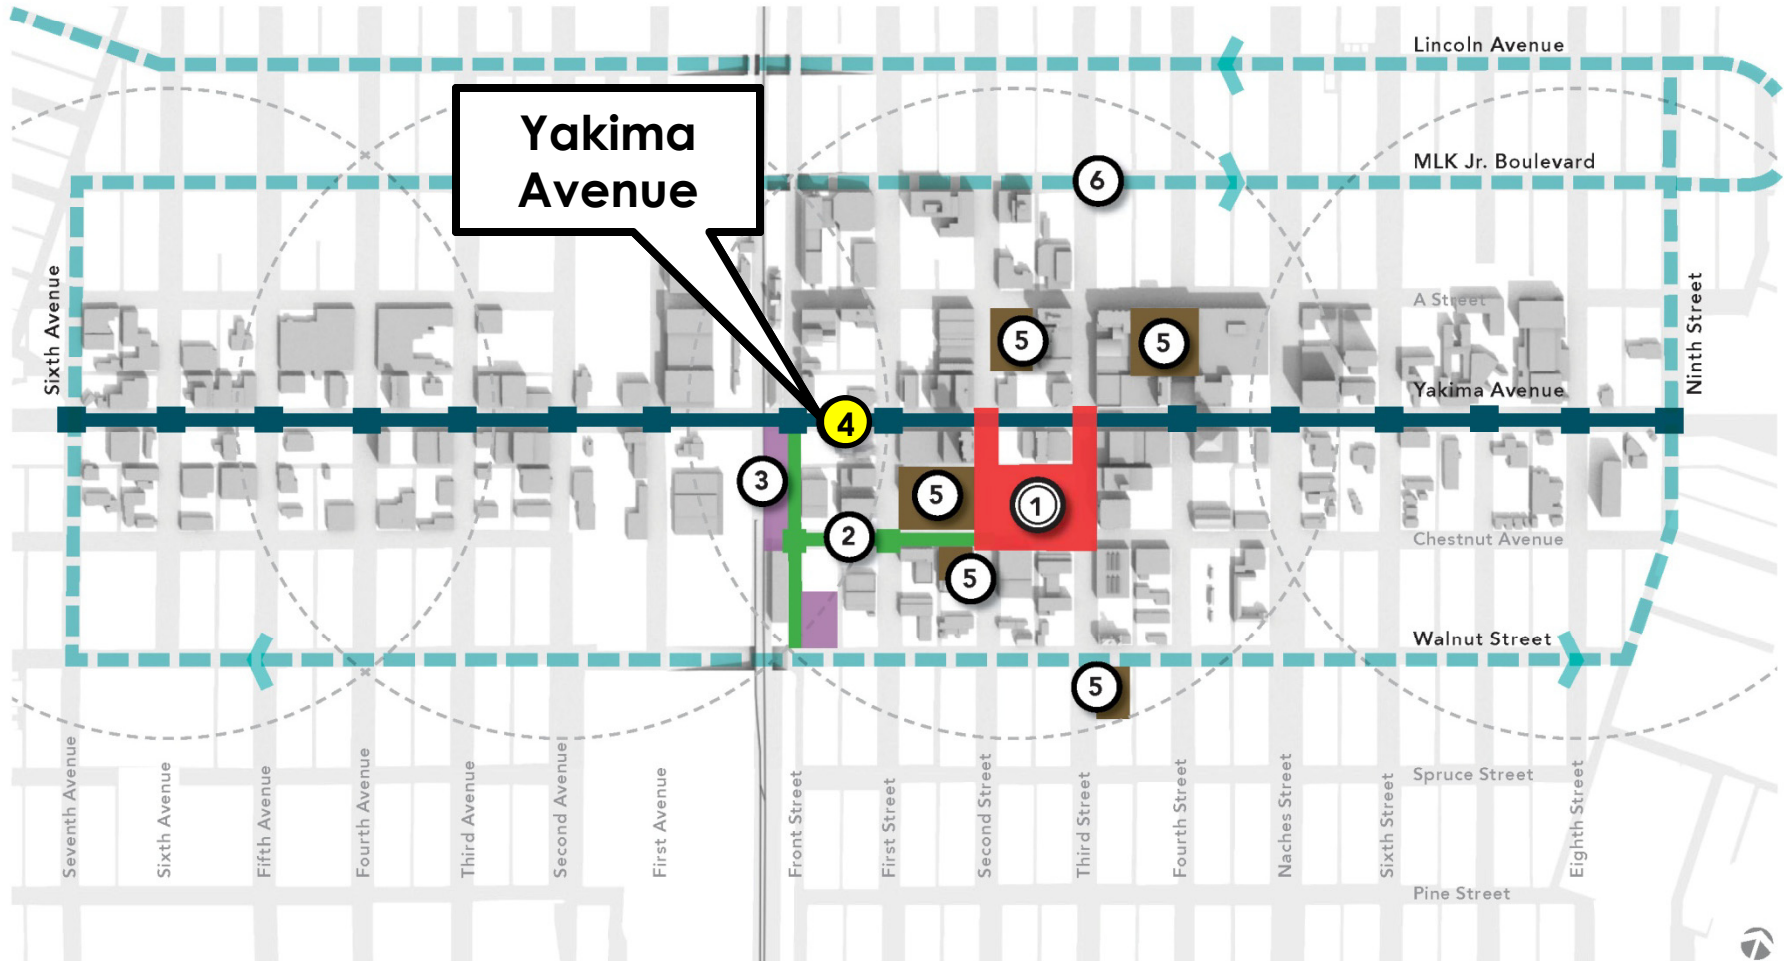 Lincoln Avenue
Yakima
Avenue
MLK Jr. Boulevard
6
Sixth Avenue
A Street
Ninth Street
5
5
Yakima Avenue
4
3
5
1
2
Chestnut Avenue
5
Walnut Street
5
Seventh Avenue
Sixth Avenue
Fifth Avenue
Fourth Avenue
Third Avenue
Second Avenue
First Avenue
Front Street
First Street
Second Street
Third Street
Fourth Street
Naches Street
Sixth Street
Eighth Street
Spruce Street
Pine Street